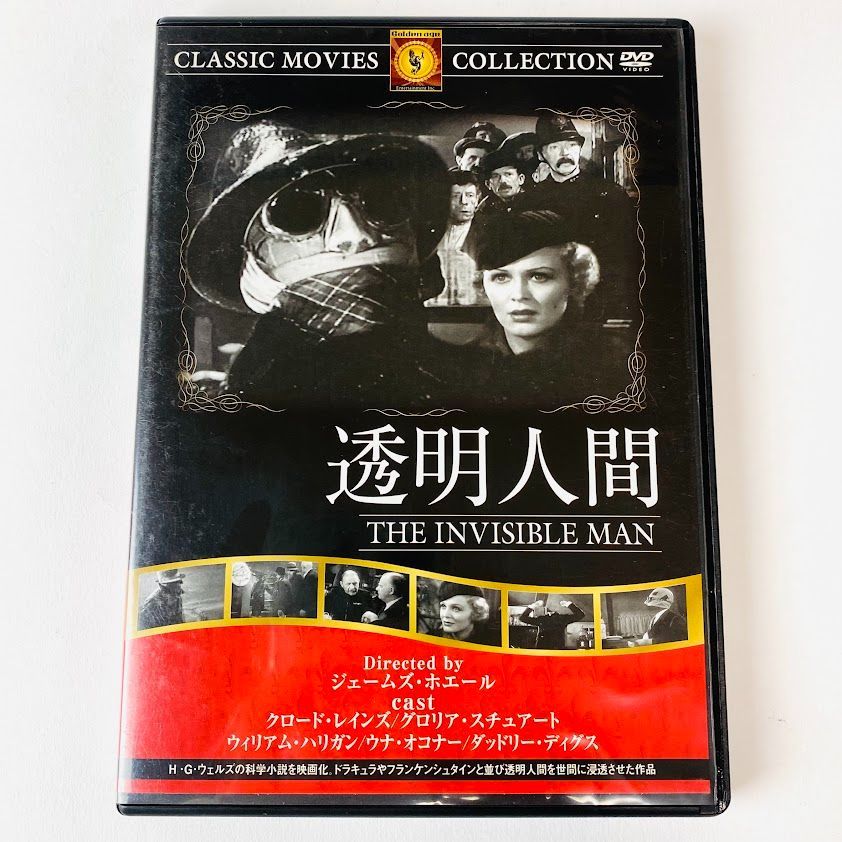 Golden age
Entertainment Inc.
CLASSIC MOVIES COLLECTION DVD
VIDEO
透明人間
THE INVISIBLE MAN
Directed by
ジェームズ・ホエール
cast
クロード・レインズ/グロリア・スチュアート
ウィリアム・ハリガン/ウナ・オコナー/ダッドリー・ディグス
H・G・ウェルズの科学小説を映画化。ドラキュラやフランケンシュタインと並び透明人間を世間に浸透させた作品